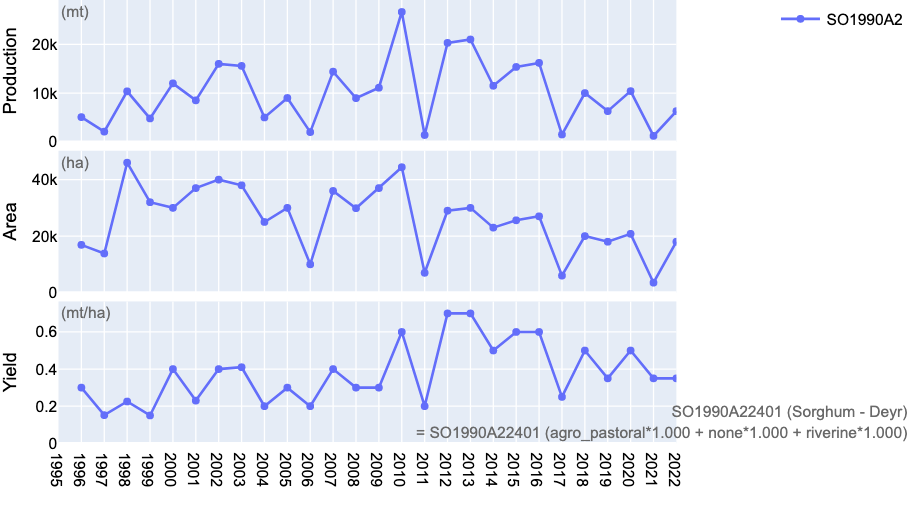 (mt)
SO1990A2
Production
20k
10k
0
(ha)
Area
40k
20k
0
(mt/ha)
Yield
0.6
0.4
0.2
0
SO1990A22401 (Sorghum - Deyr)
= SO1990A22401 (agro_pastoral*1.000 + none*1.000 + riverine*1.000)
1995 1996 1997 1998 1999 2000 2001 2002 2003 2004 2005 2006 2007 2008 2009 2010 2011 2012 2013 2014 2015 2016 2017 2018 2019 2020 2021 2022